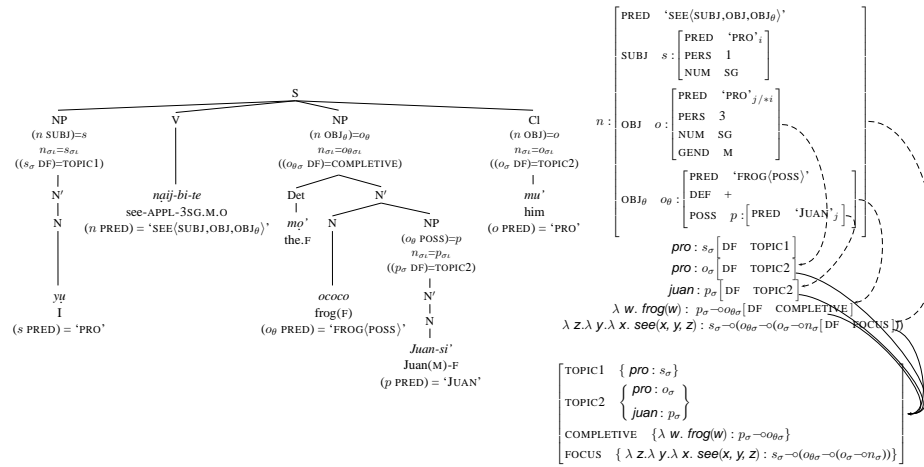 S
NP
(n SUBJ)=s
nσι=sσι
((sσ DF)=TOPIC1)
N′
N
yụ
I
(s PRED) = ‘PRO’
V
nạij-bi-te
see-APPL-3SG.M.O
(n PRED) = ‘SEE⟨SUBJ,OBJ,OBJθ⟩’
NP
(n OBJθ)=oθ
nσι=oθσι
((oθσ DF)=COMPLETIVE)
Det
mọ’
the.F
N′
N
ococo
frog(F)
(oθ PRED) = ‘FROG⟨POSS⟩’
NP
(oθ POSS)=p
nσι=pσι
((pσ DF)=TOPIC2)
N′
N
Juan-si’
Juan(M)-F
(p PRED) = ‘JUAN’
Cl
(n OBJ)=o
nσι=oσι
((oσ DF)=TOPIC2)
mu’
him
(o PRED) = ‘PRO’
n :
PRED ‘SEE⟨SUBJ,OBJ,OBJθ⟩’
SUBJ s : [PRED ‘PRO’i
PERS 1
NUM SG]
OBJ o : [PRED ‘PRO’j/∗i
PERS 3
NUM SG
GEND M]
OBJθ oθ : [PRED ‘FROG⟨POSS⟩’
DEF +
POSS p : [PRED ‘JUAN’j]]
pro : sσ[DF TOPIC1]
pro : oσ[DF TOPIC2]
juan : pσ[DF TOPIC2]
λ w. frog(w) : pσ⊸oθσ[DF COMPLETIVE]
λ z.λ y.λ x. see(x, y, z) : sσ⊸(oθσ⊸(oσ⊸nσ[DF FOCUS]))
TOPIC1 { pro : sσ}
TOPIC2 { pro : oσ
juan : pσ }
COMPLETIVE {λ w. frog(w) : pσ⊸oθσ}
FOCUS { λ z.λ y.λ x. see(x, y, z) : sσ⊸(oθσ⊸(oσ⊸nσ))}